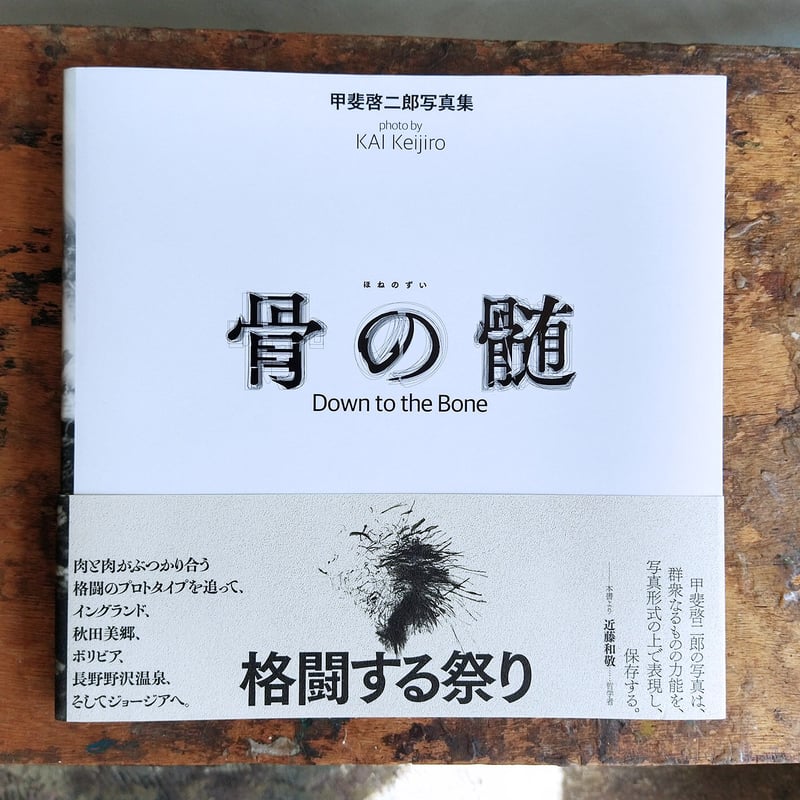 甲斐啓二郎写真集
photo by
KAI Keijiro
ほねのずい
骨の髄
Down to the Bone
肉と肉がぶつかり合う
格闘のプロトタイプを追って、
イングランド、
秋田美郷、
ボリビア、
長野野沢温泉、
そしてジョージアへ。
格闘する祭り
甲斐啓二郎の写真は、
群衆なるものの力能を、
写真形式の上で表現し、
保存する。
——本書より 近藤和敬……哲学者